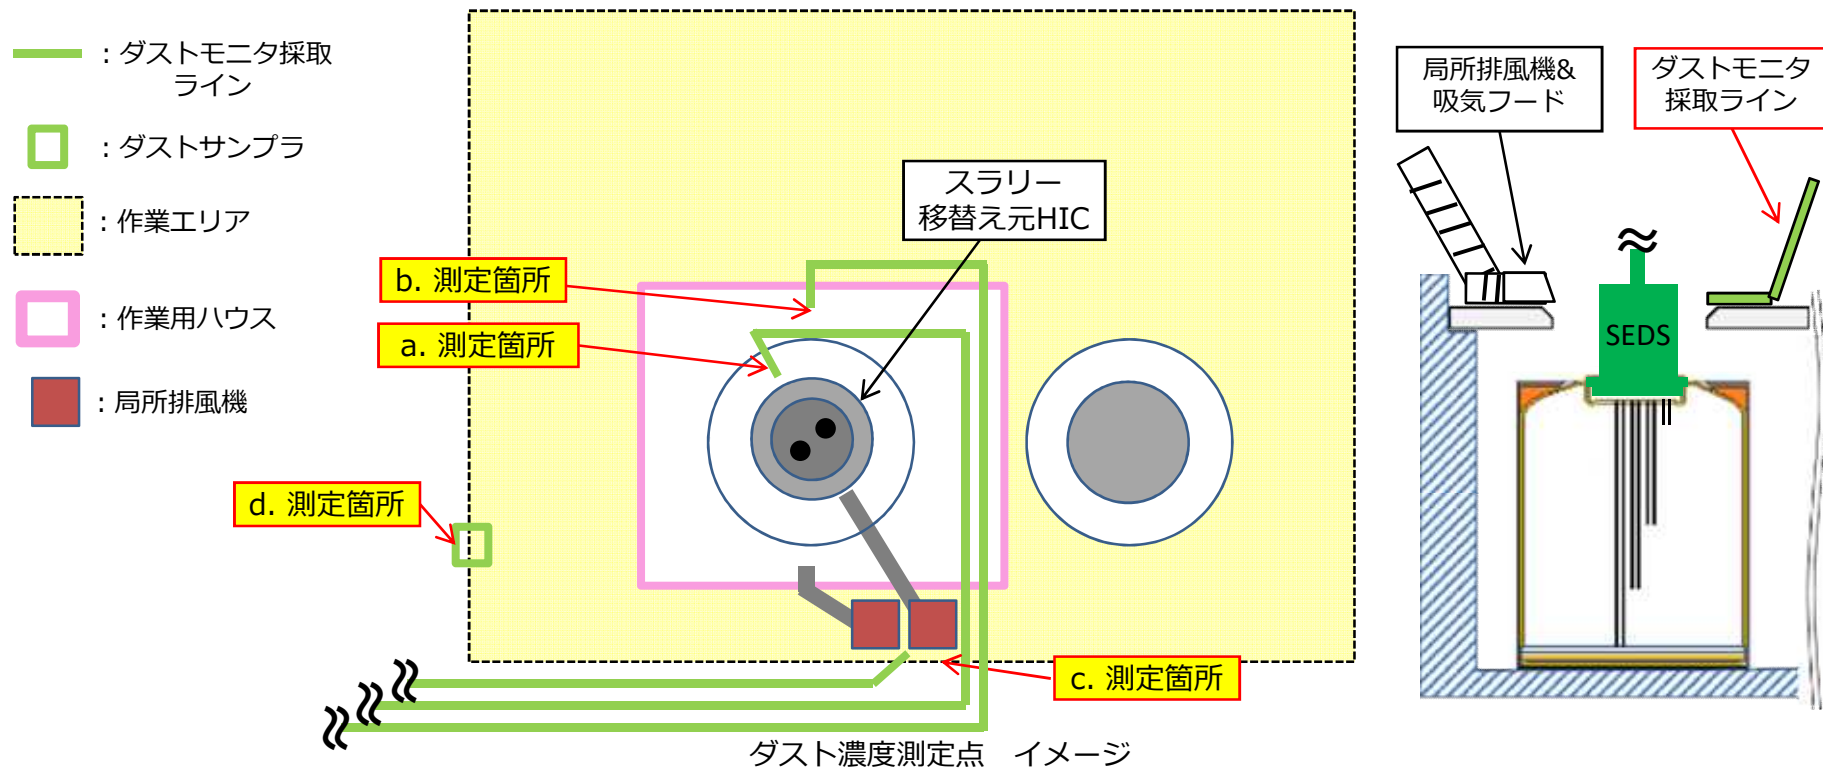 ：ダストモニタ採取
ライン
：ダストサンプラ
：作業エリア
：作業用ハウス
：局所排風機
スラリー
移替え元HIC
b. 測定箇所
a. 測定箇所
d. 測定箇所
c. 測定箇所
ダスト濃度測定点　イメージ
局所排風機&
吸気フード
ダストモニタ
採取ライン
SEDS